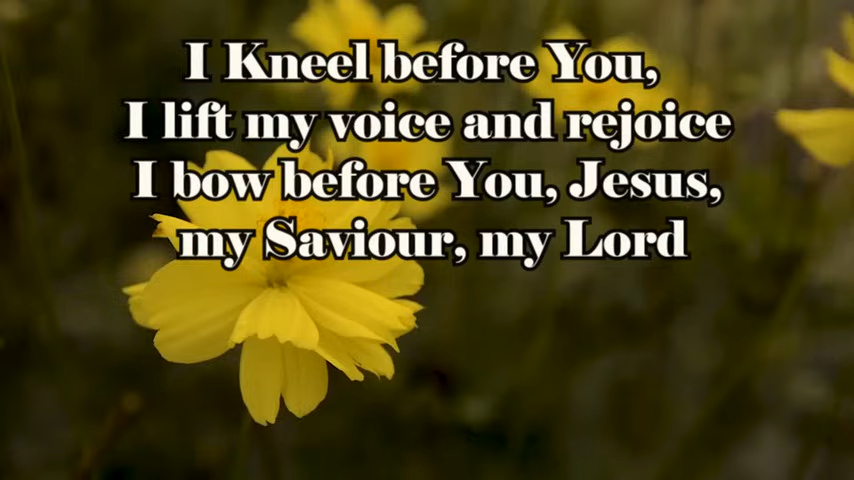 I Kneel before You,
I lift my voice and rejoice
I bow before You, Jesus,
my Saviour, my Lord